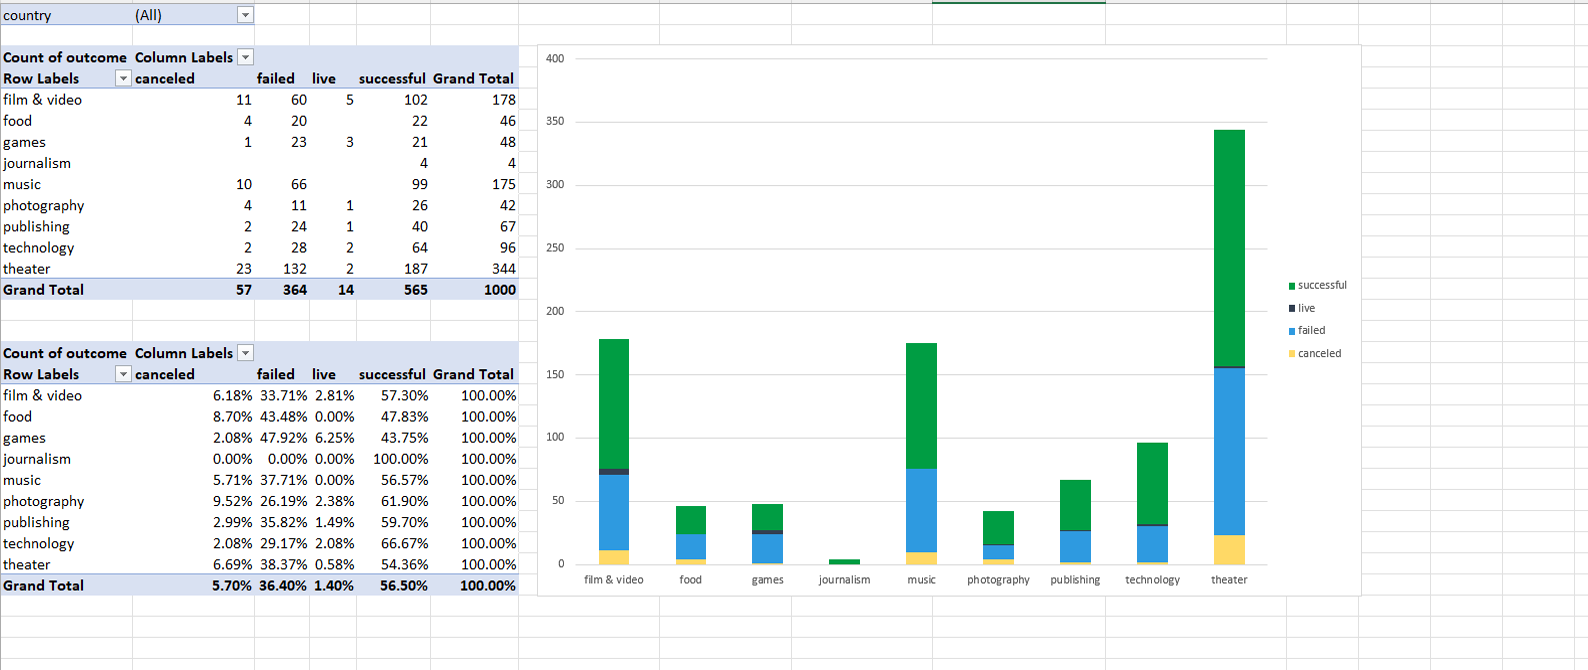 country (All)
Count of outcome Column Labels
Row Labels canceled failed live successful Grand Total
film & video 11 60 5 102 178
food 4 20 22 46
games 1 23 3 21 48
journalism 4 4
music 10 66 99 175
photography 4 11 1 26 42
publishing 2 24 1 40 67
technology 2 28 2 64 96
theater 23 132 2 187 344
Grand Total 57 364 14 565 1000
Count of outcome Column Labels
Row Labels canceled failed live successful Grand Total
film & video 6.18% 33.71% 2.81% 57.30% 100.00%
food 8.70% 43.48% 0.00% 47.83% 100.00%
games 2.08% 47.92% 6.25% 43.75% 100.00%
journalism 0.00% 0.00% 0.00% 100.00% 100.00%
music 5.71% 37.71% 0.00% 56.57% 100.00%
photography 9.52% 26.19% 2.38% 61.90% 100.00%
publishing 2.99% 35.82% 1.49% 59.70% 100.00%
technology 2.08% 29.17% 2.08% 66.67% 100.00%
theater 6.69% 38.37% 0.58% 54.36% 100.00%
Grand Total 5.70% 36.40% 1.40% 56.50% 100.00%
400
350
300
250
200
150
100
50
0
film & video food games journalism music photography publishing technology theater
successful
live
failed
canceled